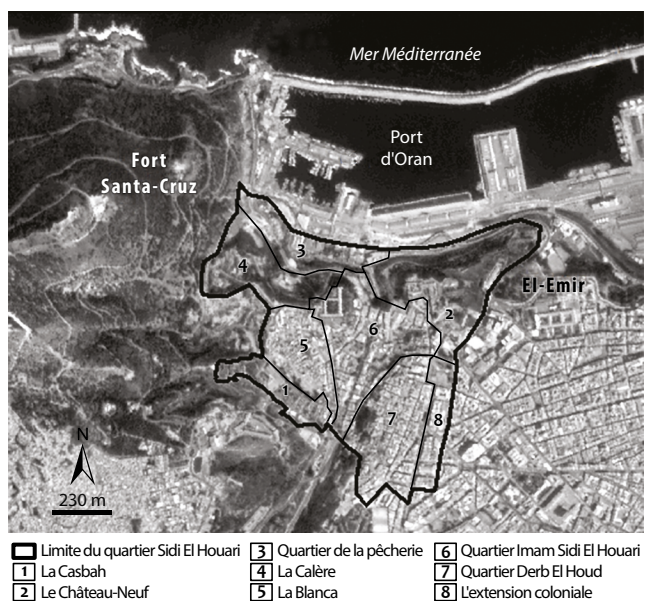 Mer Méditerranée
Port
d'Oran
Fort
Santa-Cruz
3
4
El-Emir
2
6
5
1
7
8
N
230 m
Limite du quartier Sidi El Houari
1 La Casbah
2 Le Château-Neuf
3 Quartier de la pêcherie
4 La Calère
5 La Blanca
6 Quartier Imam Sidi El Houari
7 Quartier Derb El Houd
8 L'extension coloniale